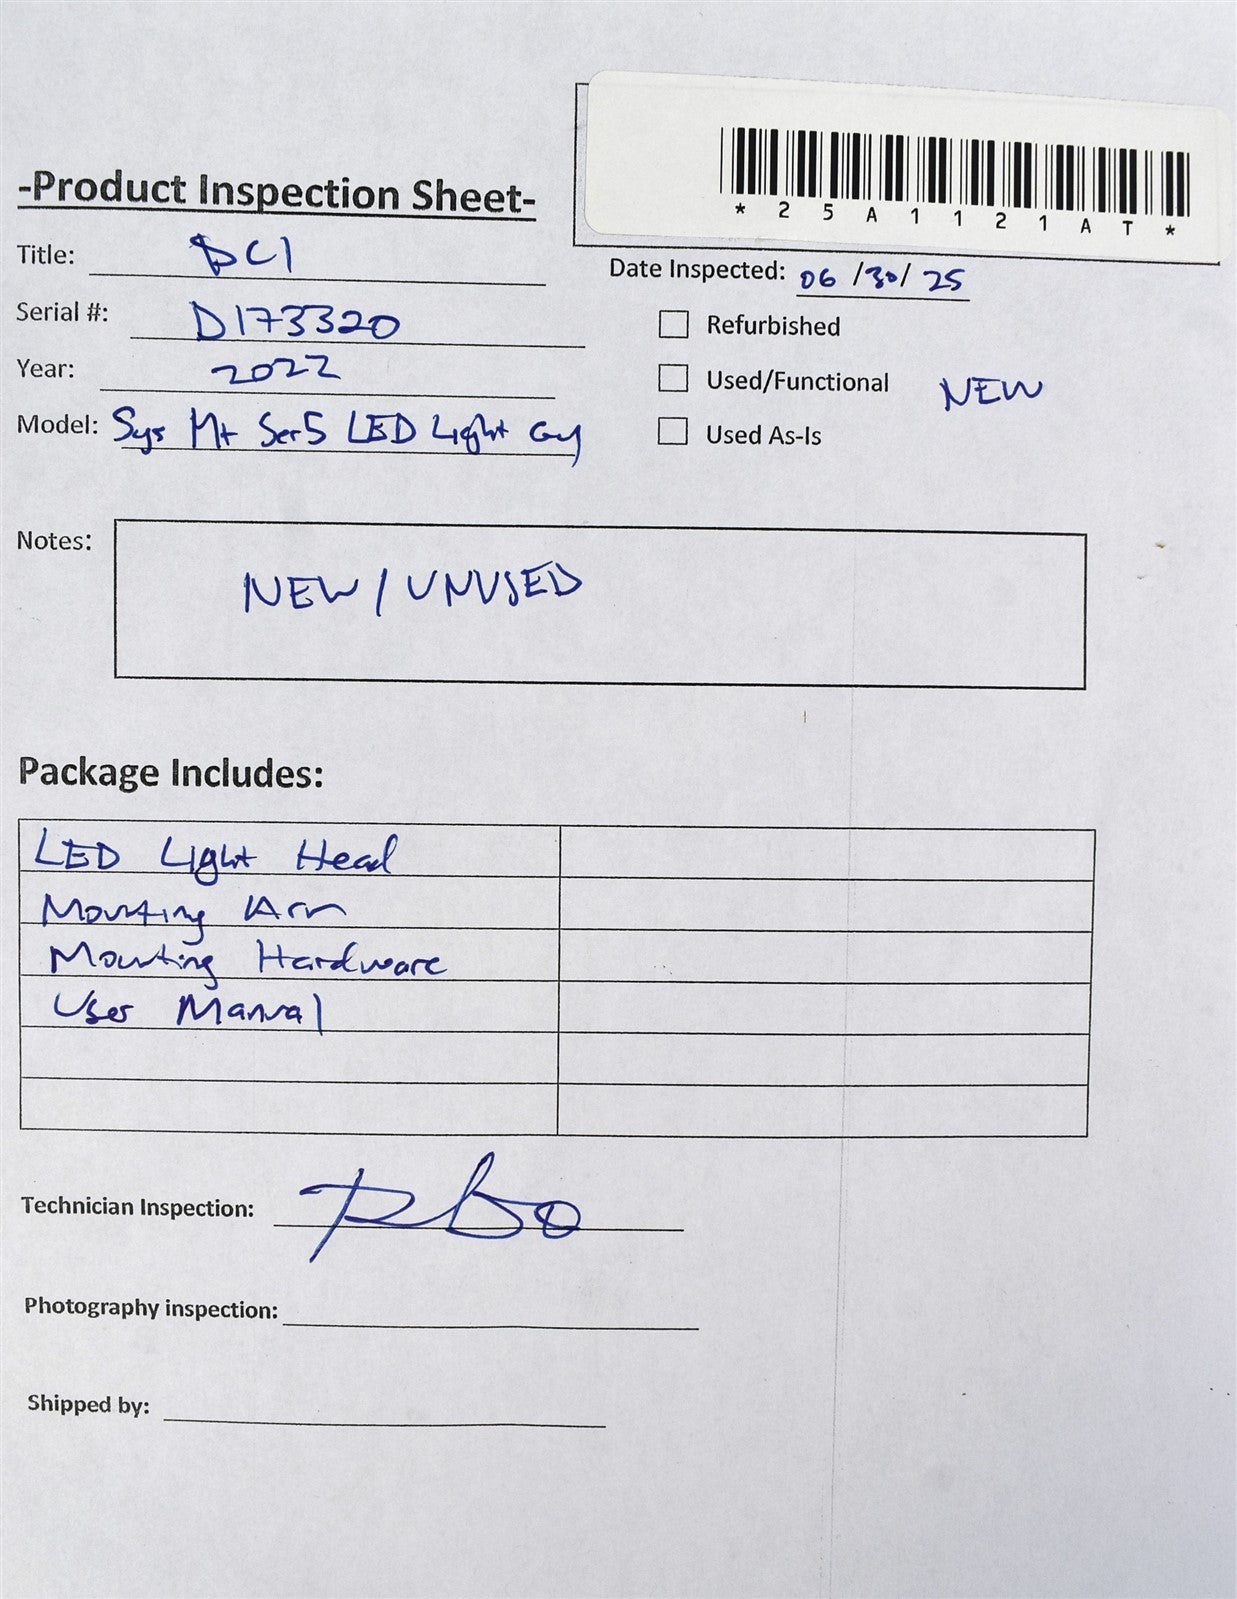 *25A1121AT*
-Product Inspection Sheet-
Title: DCI
Date Inspected: 06/30/25
Serial #: D173320
Refurbished
Year: 2022
Used/Functional NEW
Model: Sys Mt Ser5 LED Light Gry
Used As-Is
Notes:
NEW/UNUSED
Package Includes:
LED Light Head
Mounting Arm
Mounting Hardware
User Manual
Technician Inspection:
Photography inspection:
Shipped by: